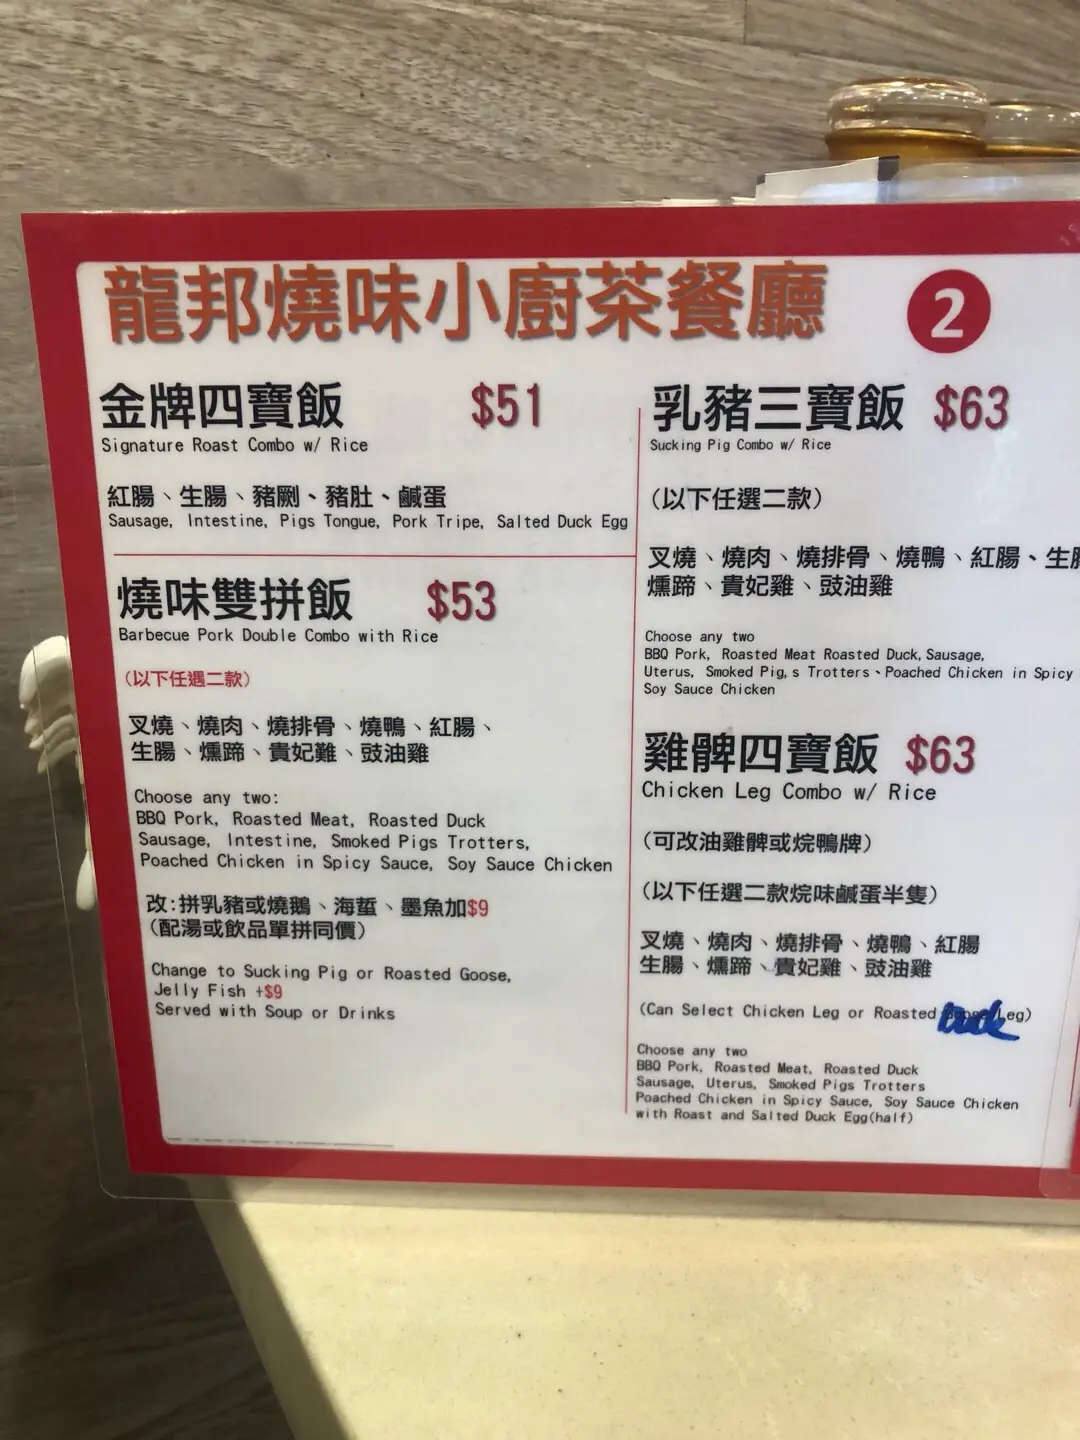 龍邦燒味小廚茶餐廳
2
金牌四寶飯 $51
Signature Roast Combo w/ Rice
紅腸、生腸、豬脷、豬肚、鹹蛋
Sausage, Intestine, Pigs Tongue, Pork Tripe, Salted Duck Egg
燒味雙拼飯 $53
Barbecue Pork Double Combo with Rice
(以下任選二款)
叉燒、燒肉、燒排骨、燒鴨、紅腸、
生腸、燻蹄、貴妃雞、豉油雞
Choose any two:
BBQ Pork, Roasted Meat, Roasted Duck
Sausage, Intestine, Smoked Pigs Trotters,
Poached Chicken in Spicy Sauce, Soy Sauce Chicken
改:拼乳豬或燒鵝、海蜇、墨魚加$9
(配湯或飲品單拼同價)
Change to Sucking Pig or Roasted Goose,
Jelly Fish +$9
Served with Soup or Drinks
乳豬三寶飯 $63
Sucking Pig Combo w/ Rice
(以下任選二款)
叉燒、燒肉、燒排骨、燒鴨、紅腸、生
燻蹄、貴妃雞、豉油雞
Choose any two
BBQ Pork, Roasted Meat Roasted Duck, Sausage,
Uterus, Smoked Pig,s Trotters、Poached Chicken in Spicy
Soy Sauce Chicken
雞髀四寶飯 $63
Chicken Leg Combo w/ Rice
(可改油雞髀或烷鴨牌)
(以下任選二款烷味鹹蛋半隻)
叉燒、燒肉、燒排骨、燒鴨、紅腸
生腸、燻蹄、貴妃雞、豉油雞
(Can Select Chicken Leg or Roasted duck Leg)
Choose any two
BBQ Pork, Roasted Meat, Roasted Duck
Sausage, Uterus, Smoked Pigs Trotters
Poached Chicken in Spicy Sauce, Soy Sauce Chicken
with Roast and Salted Duck Egg(half)